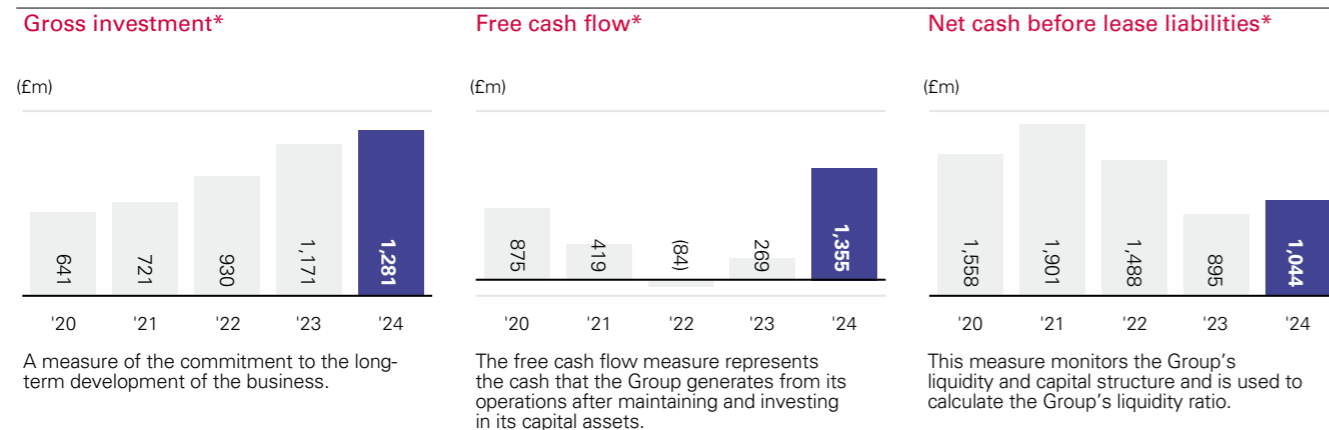 Gross investment*
(£m)
641
721
930
1,171
1,281
'20
'21
'22
'23
'24
A measure of the commitment to the long-
term development of the business.
Free cash flow*
(£m)
875
419
(84)
269
1,355
'20
'21
'22
'23
'24
The free cash flow measure represents
the cash that the Group generates from its
operations after maintaining and investing
in its capital assets.
Net cash before lease liabilities*
(£m)
1,558
1,901
1,488
895
1,044
'20
'21
'22
'23
'24
This measure monitors the Group's
liquidity and capital structure and is used to
calculate the Group's liquidity ratio.